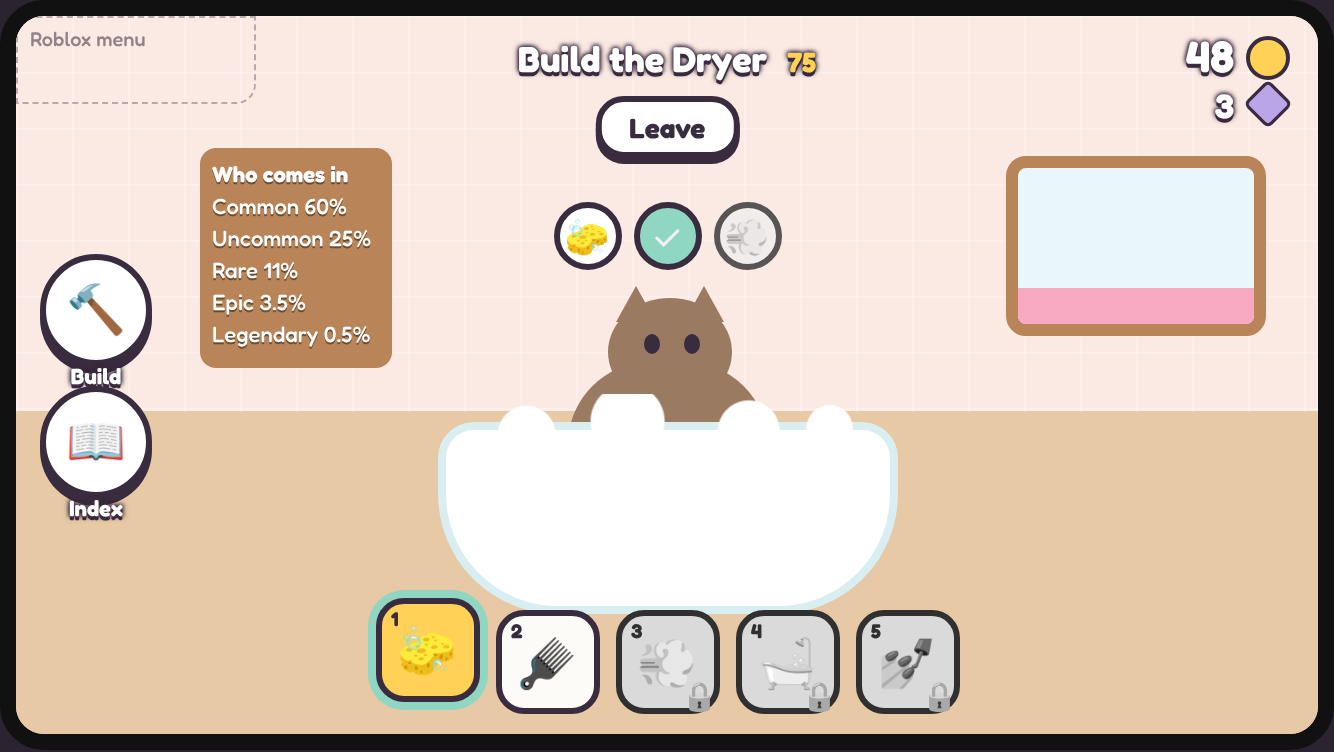 Roblox menu
Build the Dryer 75
48
3
Leave
Who comes in
Common 60%
Uncommon 25%
Rare 11%
Epic 3.5%
Legendary 0.5%
Build
Index
1
2
3
4
5